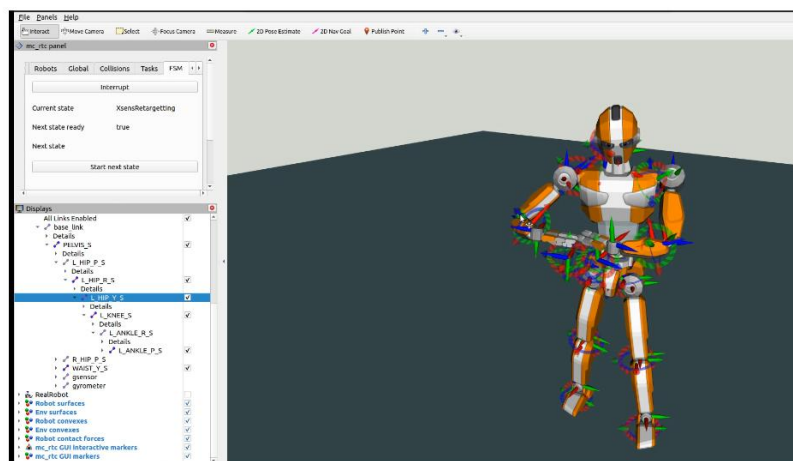 File Panels Help
Interact Move Camera Select Focus Camera Measure 2D Pose Estimate 2D Nav Goal Publish Point
mc_rtc panel
Robots Global Collisions Tasks FSM
Interrupt
Current state XsensRetargetting
Next state ready true
Next state
Start next state
Displays
All Links Enabled
base_link
Details
PELVIS_S
Details
L_HIP_P_S
Details
L_HIP_R_S
Details
L_HIP_Y_S
Details
L_KNEE_S
Details
L_ANKLE_R_S
Details
L_ANKLE_P_S
R_HIP_P_S
WAIST_Y_S
gsensor
gyrometer
RealRobot
Robot surfaces
Env surfaces
Robot convexes
Env convexes
Robot contact forces
mc_rtc GUI interactive markers
mc_rtc GUI markers